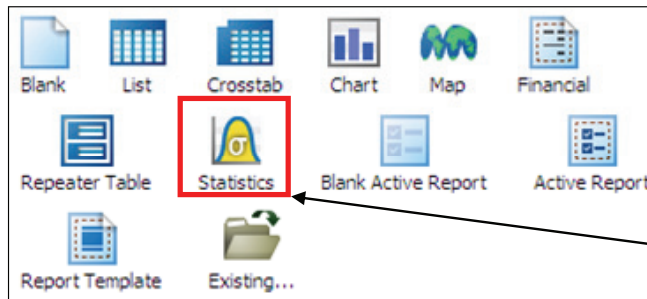 Blank List Crosstab Chart Map Financial
Repeater Table Statistics Blank Active Report Active Report
Report Template Existing...